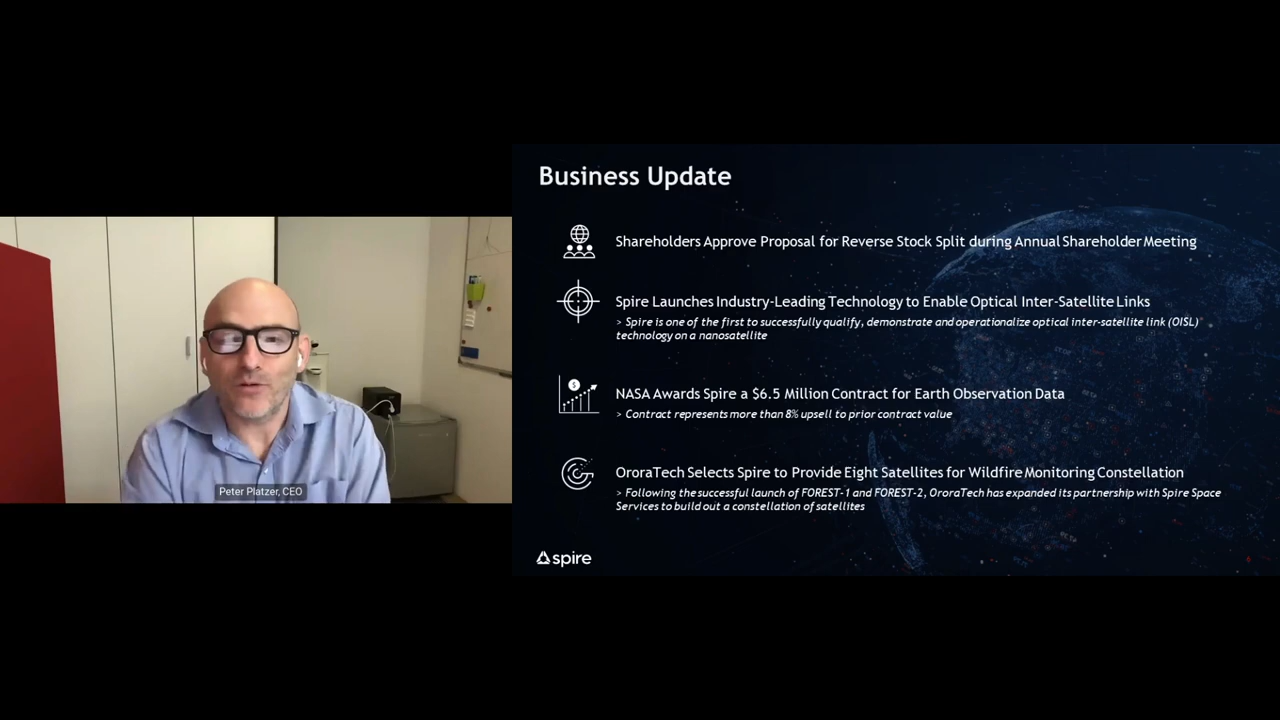 Business Update
Shareholders Approve Proposal for Reverse Stock Split during Annual Shareholder Meeting
Spire Launches Industry-Leading Technology to Enable Optical Inter-Satellite Links
> Spire is one of the first to successfully qualify, demonstrate and operationalize optical inter-satellite link (OISL)
technology on a nanosatellite
NASA Awards Spire a $6.5 Million Contract for Earth Observation Data
> Contract represents more than 8% upsell to prior contract value
OroraTech Selects Spire to Provide Eight Satellites for Wildfire Monitoring Constellation
> Following the successful launch of FOREST-1 and FOREST-2, OroraTech has expanded its partnership with Spire Space
Services to build out a constellation of satellites
spire
Peter Platzer, CEO